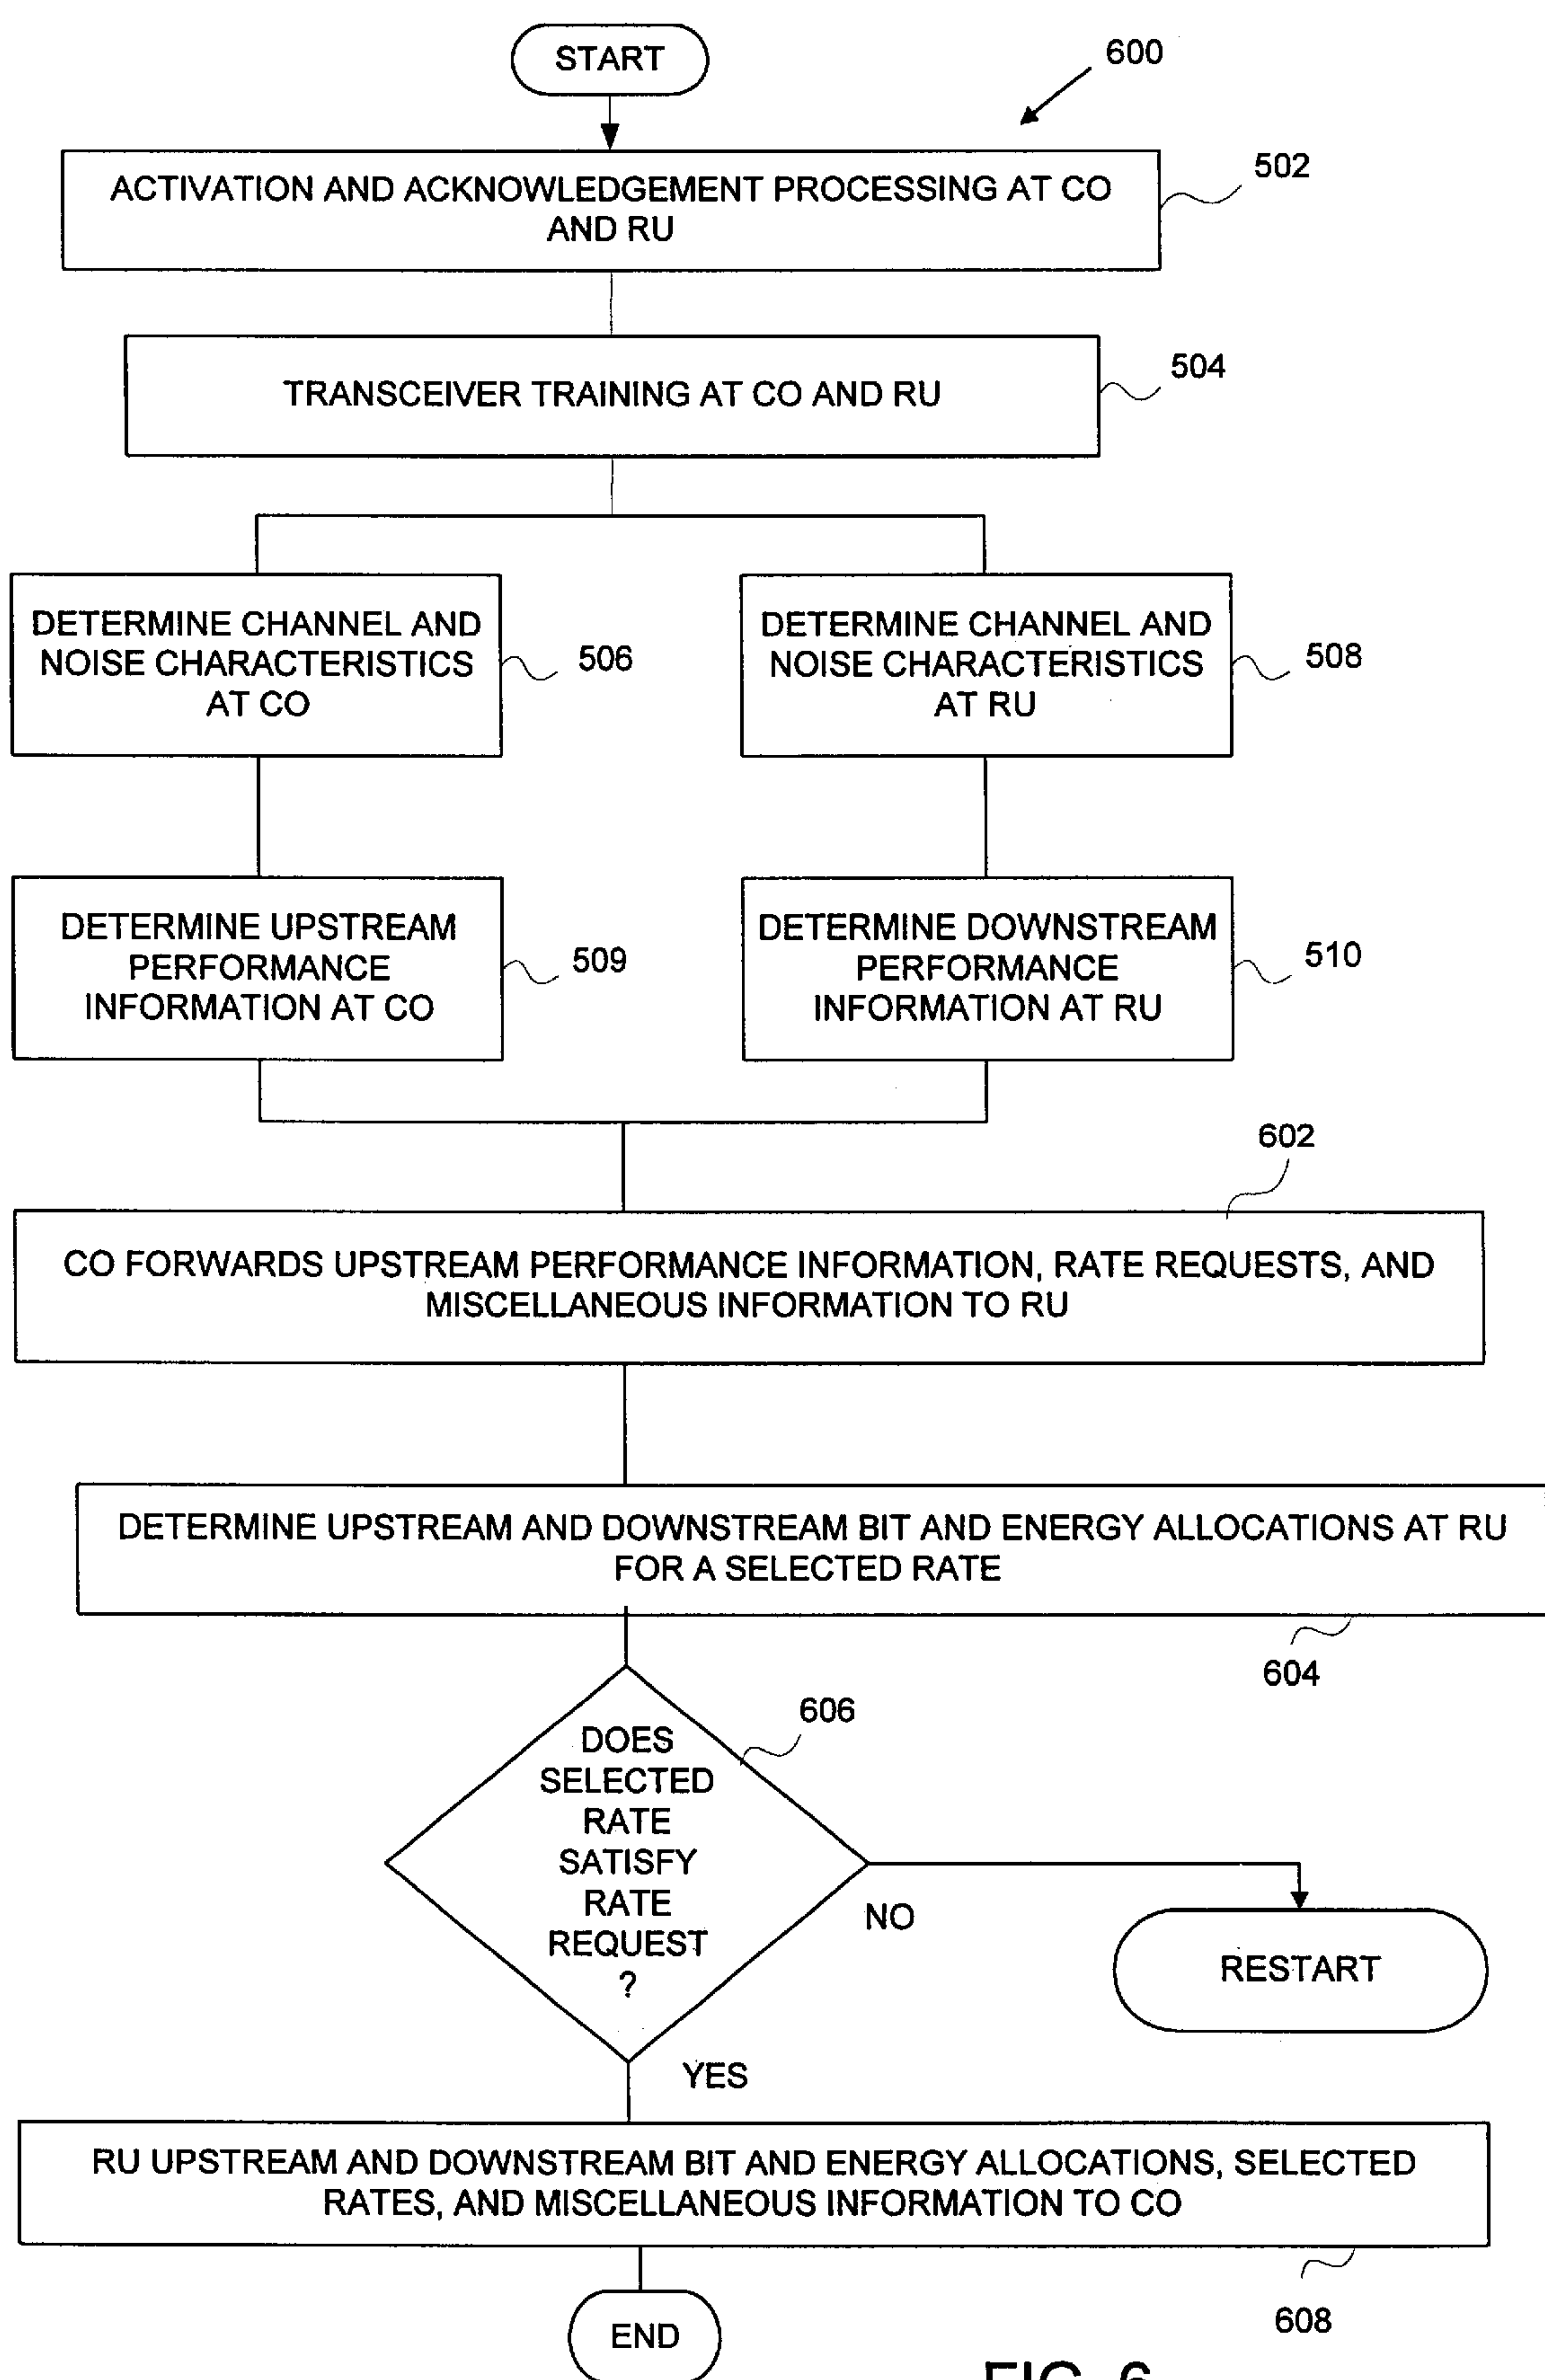 START
600
ACTIVATION AND ACKNOWLEDGEMENT PROCESSING AT CO
AND RU
502
TRANSCEIVER TRAINING AT CO AND RU
504
DETERMINE CHANNEL AND
NOISE CHARACTERISTICS
AT CO
506
DETERMINE CHANNEL AND
NOISE CHARACTERISTICS
AT RU
508
DETERMINE UPSTREAM
PERFORMANCE
INFORMATION AT CO
509
DETERMINE DOWNSTREAM
PERFORMANCE
INFORMATION AT RU
510
602
CO FORWARDS UPSTREAM PERFORMANCE INFORMATION, RATE REQUESTS, AND
MISCELLANEOUS INFORMATION TO RU
DETERMINE UPSTREAM AND DOWNSTREAM BIT AND ENERGY ALLOCATIONS AT RU
FOR A SELECTED RATE
604
606
DOES
SELECTED
RATE
SATISFY
RATE
REQUEST
?
NO
RESTART
YES
RU UPSTREAM AND DOWNSTREAM BIT AND ENERGY ALLOCATIONS, SELECTED
RATES, AND MISCELLANEOUS INFORMATION TO CO
608
END
FIG. 6